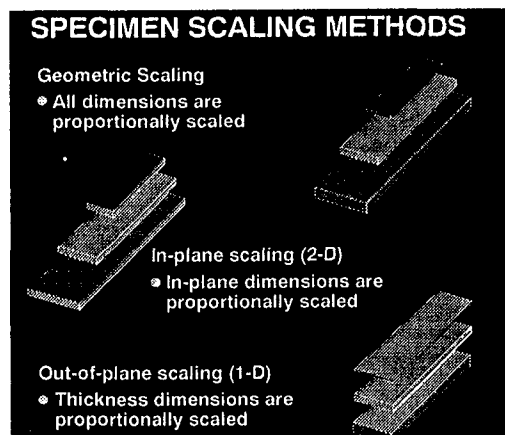 SPECIMEN SCALING METHODS
Geometric Scaling
All dimensions are
proportionally scaled
In-plane scaling (2-D)
In-plane dimensions are
proportionally scaled
Out-of-plane scaling (1-D)
Thickness dimensions are
proportionally scaled